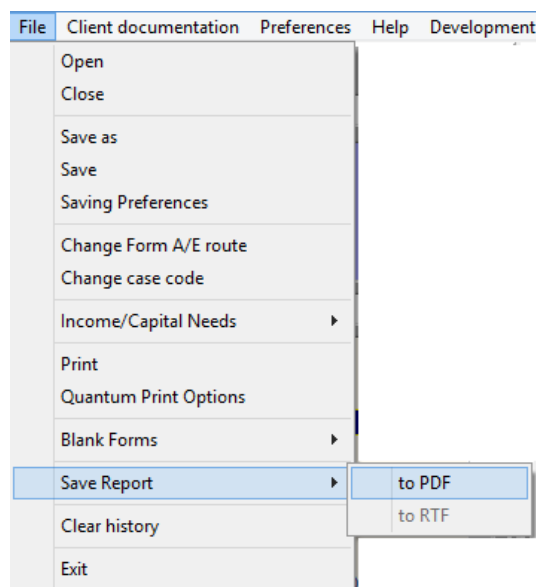 File Client documentation Preferences Help Development
Open
Close
Save as
Save
Saving Preferences
Change Form A/E route
Change case code
Income/Capital Needs
Print
Quantum Print Options
Blank Forms
Save Report
to PDF
to RTF
Clear history
Exit